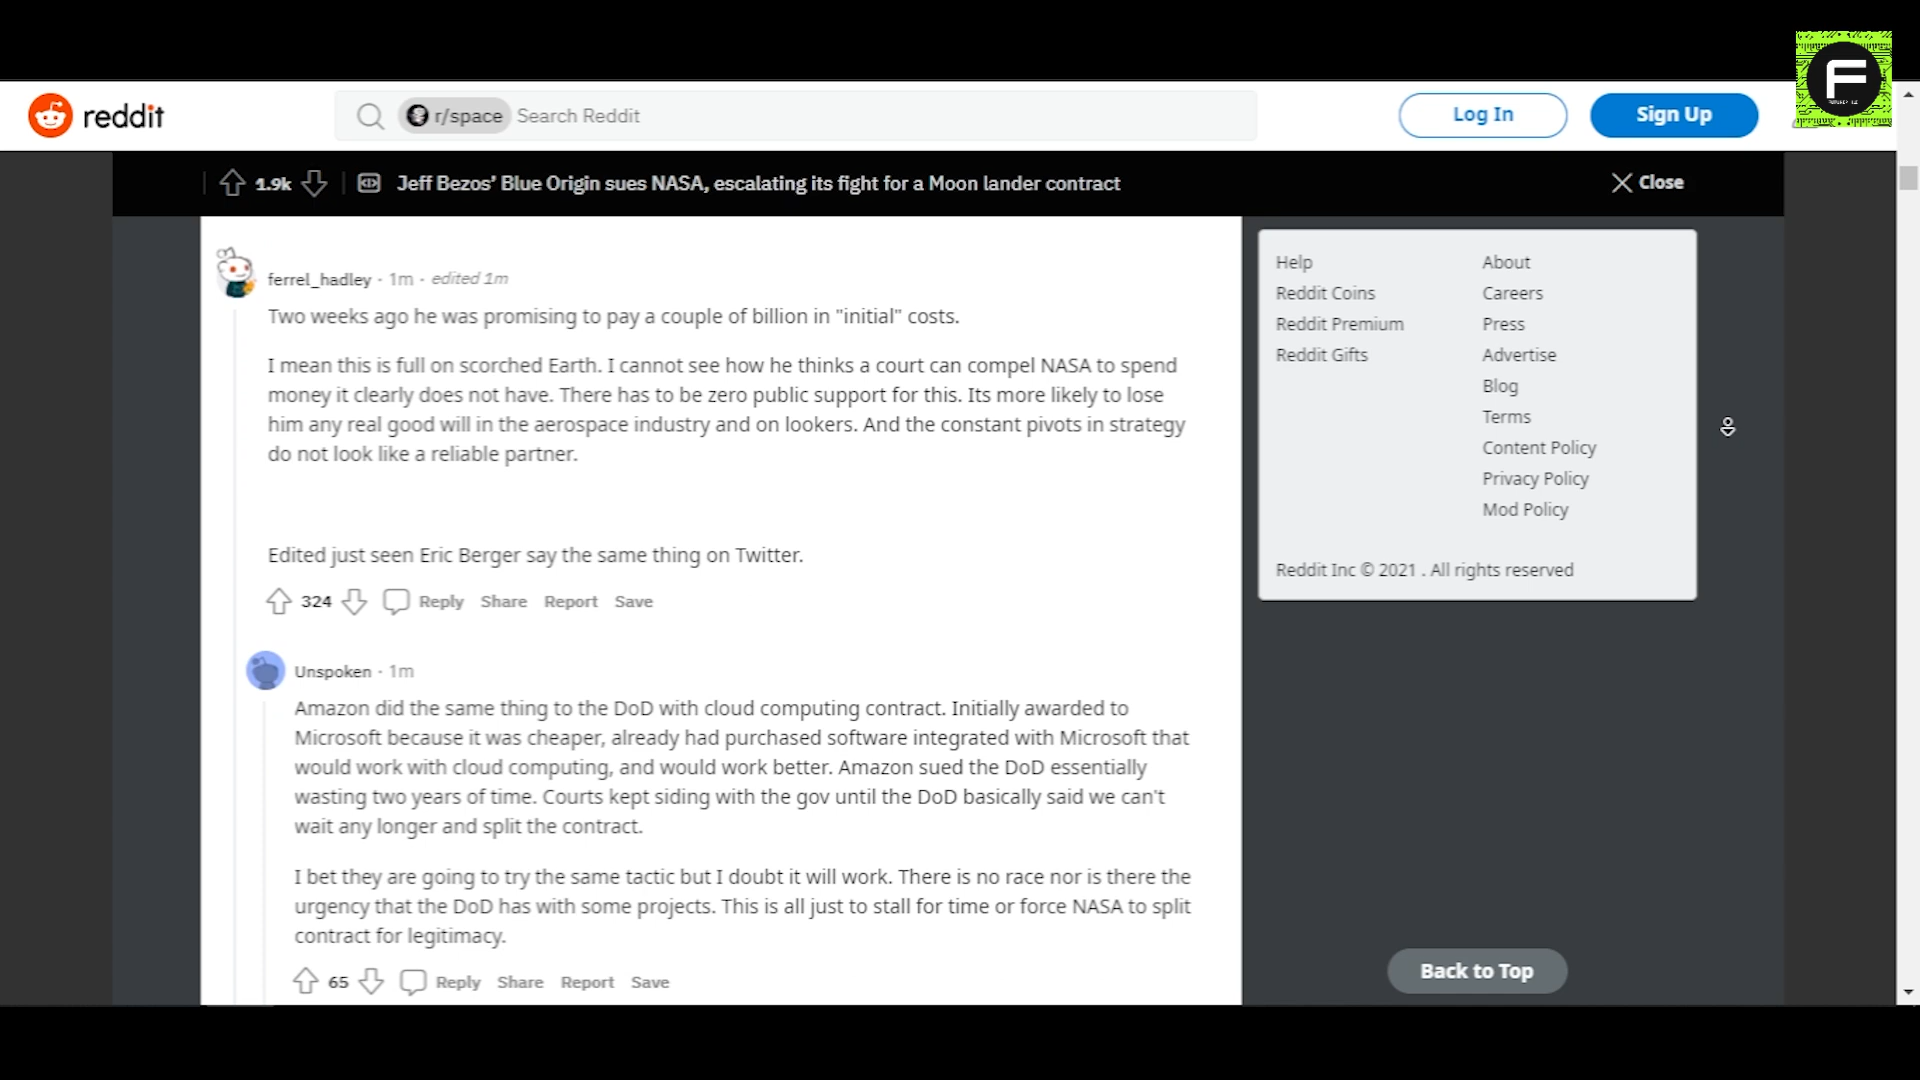 F
reddit
r/space Search Reddit
Log In
Sign Up
1.9k
Jeff Bezos' Blue Origin sues NASA, escalating its fight for a Moon lander contract
Close
ferrel_hadley · 1m · edited 1m
Two weeks ago he was promising to pay a couple of billion in "initial" costs.
I mean this is full on scorched Earth. I cannot see how he thinks a court can compel NASA to spend
money it clearly does not have. There has to be zero public support for this. Its more likely to lose
him any real good will in the aerospace industry and on lookers. And the constant pivots in strategy
do not look like a reliable partner.
Edited just seen Eric Berger say the same thing on Twitter.
324 Reply Share Report Save
Unspoken · 1m
Amazon did the same thing to the DoD with cloud computing contract. Initially awarded to
Microsoft because it was cheaper, already had purchased software integrated with Microsoft that
would work with cloud computing, and would work better. Amazon sued the DoD essentially
wasting two years of time. Courts kept siding with the gov until the DoD basically said we can't
wait any longer and split the contract.
I bet they are going to try the same tactic but I doubt it will work. There is no race nor is there the
urgency that the DoD has with some projects. This is all just to stall for time or force NASA to split
contract for legitimacy.
65 Reply Share Report Save
Help
Reddit Coins
Reddit Premium
Reddit Gifts
About
Careers
Press
Advertise
Blog
Terms
Content Policy
Privacy Policy
Mod Policy
Reddit Inc © 2021 . All rights reserved
Back to Top